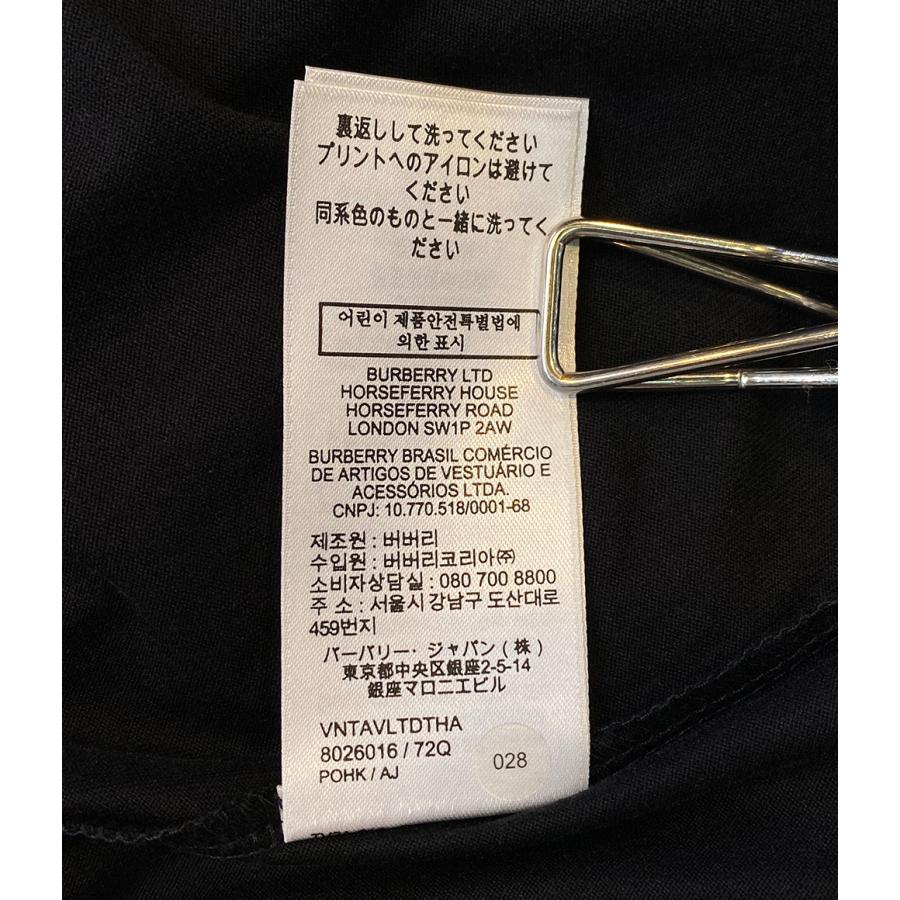 裏返しして洗ってください
プリントへのアイロンは避けて
ください
同系色のものと一緒に洗ってく
ださい
어린이 제품안전특별법에
의한 표시
BURBERRY LTD
HORSEFERRY HOUSE
HORSEFERRY ROAD
LONDON SW1P 2AW
BURBERRY BRASIL COMÉRCIO
DE ARTIGOS DE VESTUÁRIO E
ACESSÓRIOS LTDA.
CNPJ: 10.770.518/0001-68
제조원 : 버버리
수입원 : 버버리코리아㈜
소비자상담실 : 080 700 8800
주 소 : 서울시 강남구 도산대로
459번지
バーバリー・ジャパン(株)
東京都中央区銀座2-5-14
銀座マロニエビル
VNTAVLTDTHA
8026016 / 72Q
POHK / AJ
028